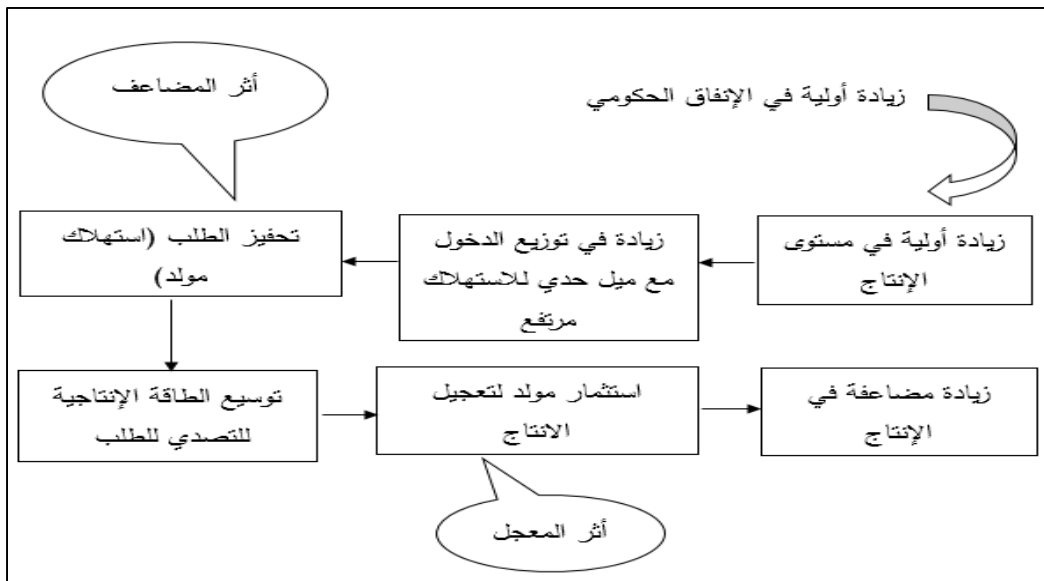 أثر المضاعف
زيادة أولية في الإنفاق الحكومي
زيادة أولية في مستوى
الإنتاج
زيادة في توزيع الدخول
مع ميل حدي للاستهلاك
مرتفع
تحفيز الطلب (استهلاك
مولد)
توسيع الطاقة الإنتاجية
للتصدي للطلب
استثمار مولد لتعجيل
الانتاج
زيادة مضاعفة في
الإنتاج
أثر المعجل